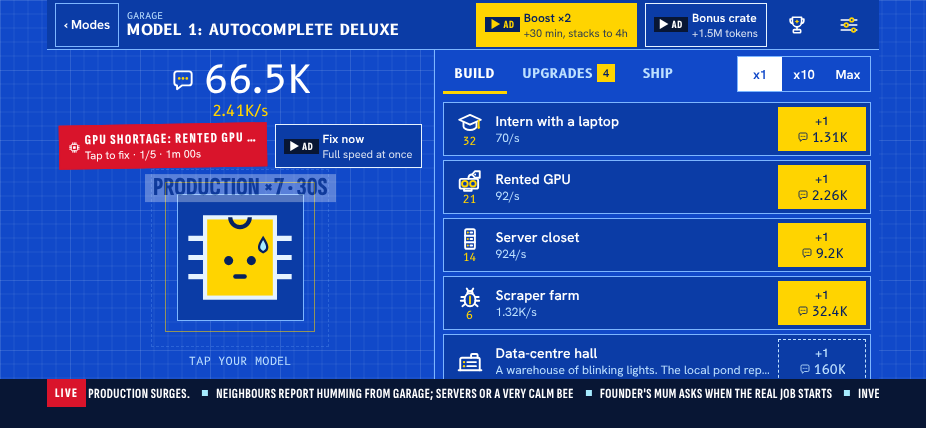 ‹ Modes
GARAGE
MODEL 1: AUTOCOMPLETE DELUXE
AD
Boost ×2
+30 min, stacks to 4h
AD
Bonus crate
+1.5M tokens
66.5K
2.41K/s
GPU SHORTAGE: RENTED GPU ...
Tap to fix · 1/5 · 1m 00s
AD
Fix now
Full speed at once
PRODUCTION ×7 · 30S
TAP YOUR MODEL
BUILD
UPGRADES 4
SHIP
x1
x10
Max
32
Intern with a laptop
70/s
+1
1.31K
21
Rented GPU
92/s
+1
2.26K
14
Server closet
924/s
+1
9.2K
6
Scraper farm
1.32K/s
+1
32.4K
Data-centre hall
A warehouse of blinking lights. The local pond rep...
+1
160K
LIVE PRODUCTION SURGES. ■ NEIGHBOURS REPORT HUMMING FROM GARAGE; SERVERS OR A VERY CALM BEE ■ FOUNDER'S MUM ASKS WHEN THE REAL JOB STARTS ■ INVE